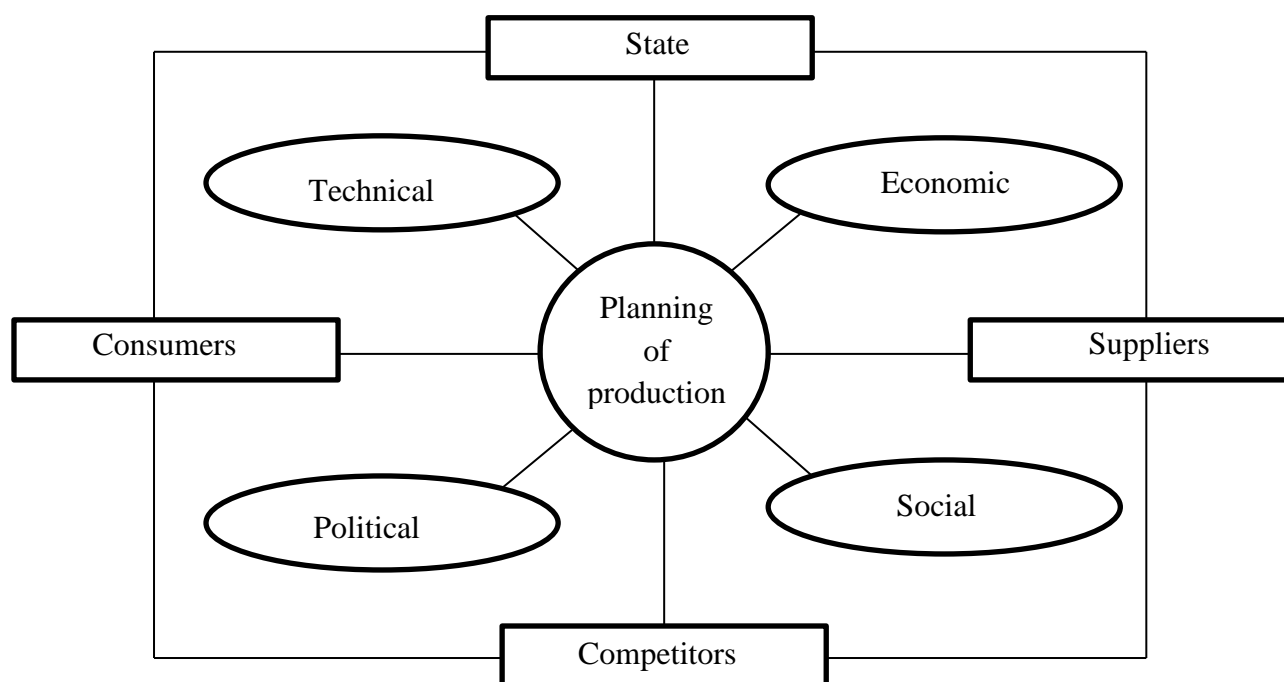 State
Technical
Economic
Planning
of
production
Consumers
Suppliers
Political
Social
Competitors